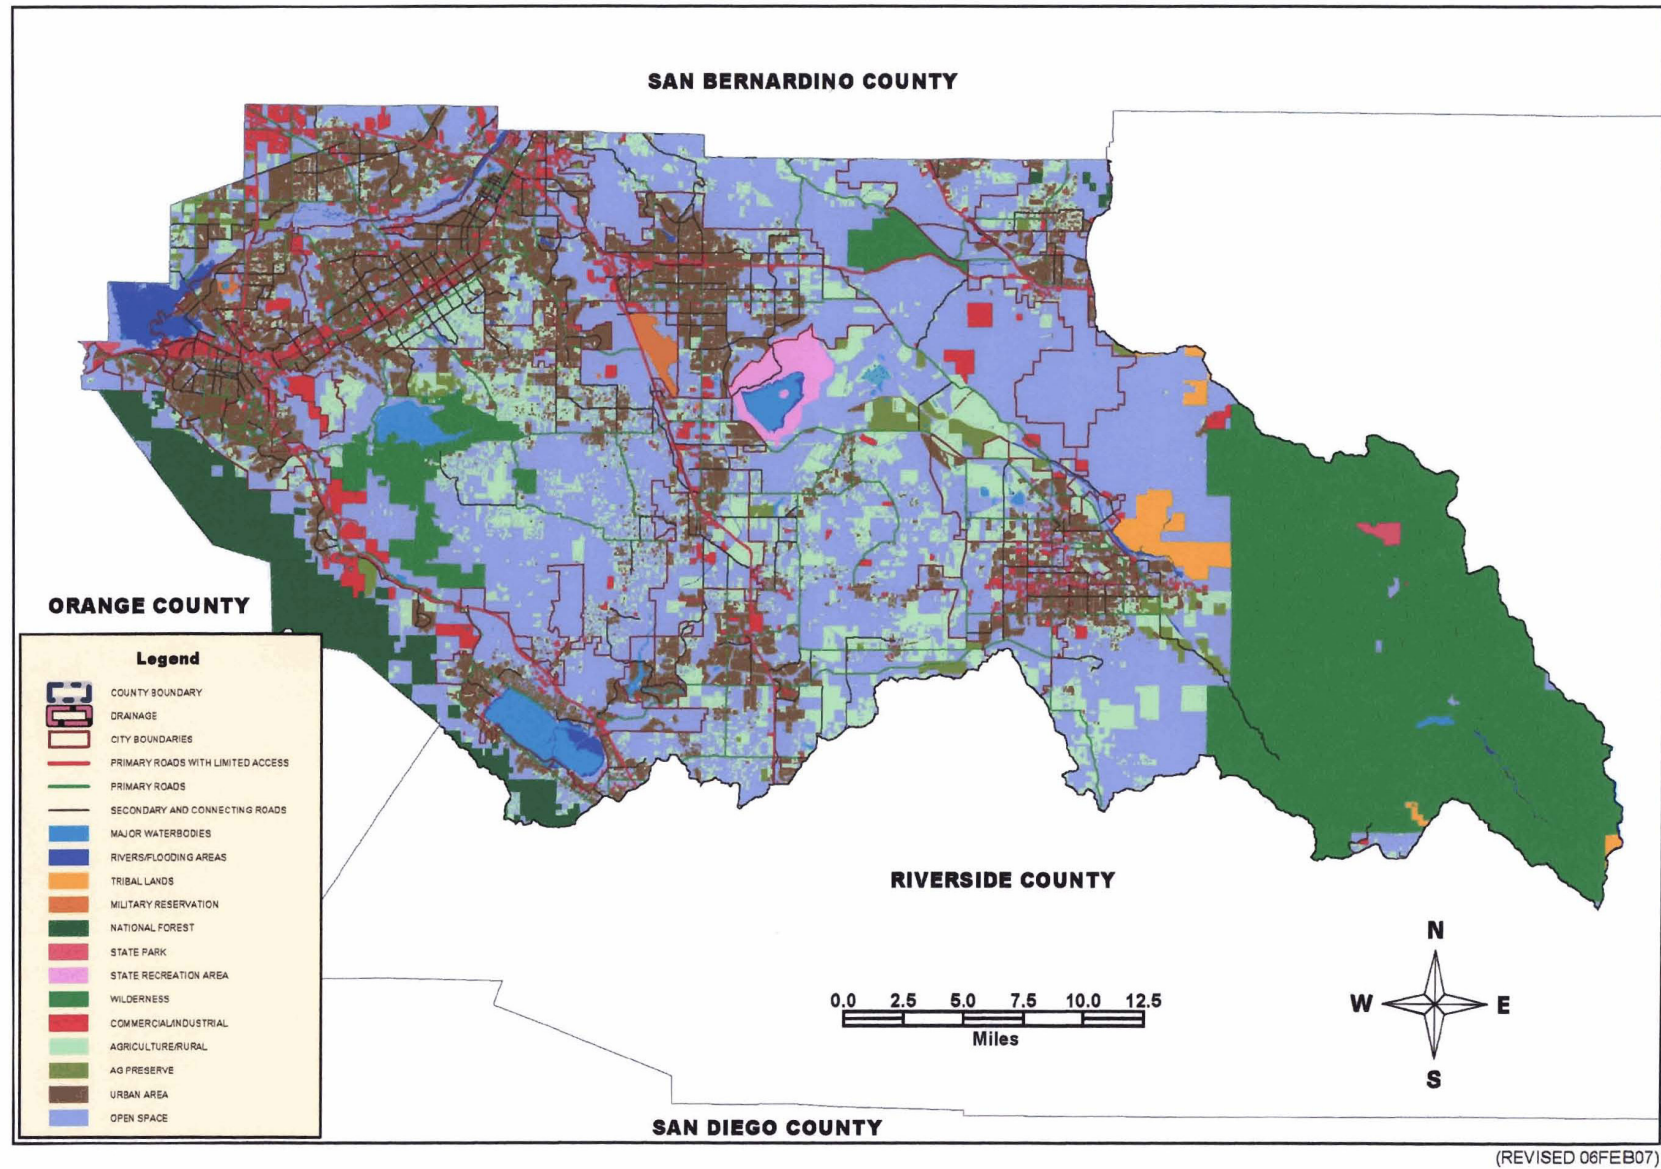 SAN BERNARDINO COUNTY
ORANGE COUNTY
Legend
COUNTY BOUNDARY
DRAINAGE
CITY BOUNDARIES
PRIMARY ROADS WITH LIMITED ACCESS
PRIMARY ROADS
SECONDARY AND CONNECTING ROADS
MAJOR WATERBODIES
RIVERS/FLOODING AREAS
TRIBAL LANDS
MILITARY RESERVATION
NATIONAL FOREST
STATE PARK
STATE RECREATION AREA
WILDERNESS
COMMERCIAL/INDUSTRIAL
AGRICULTURE/RURAL
AG PRESERVE
URBAN AREA
OPEN SPACE
RIVERSIDE COUNTY
N
W E
S
0.0 2.5 5.0 7.5 10.0 12.5
Miles
SAN DIEGO COUNTY
(REVISED 06FEB07)